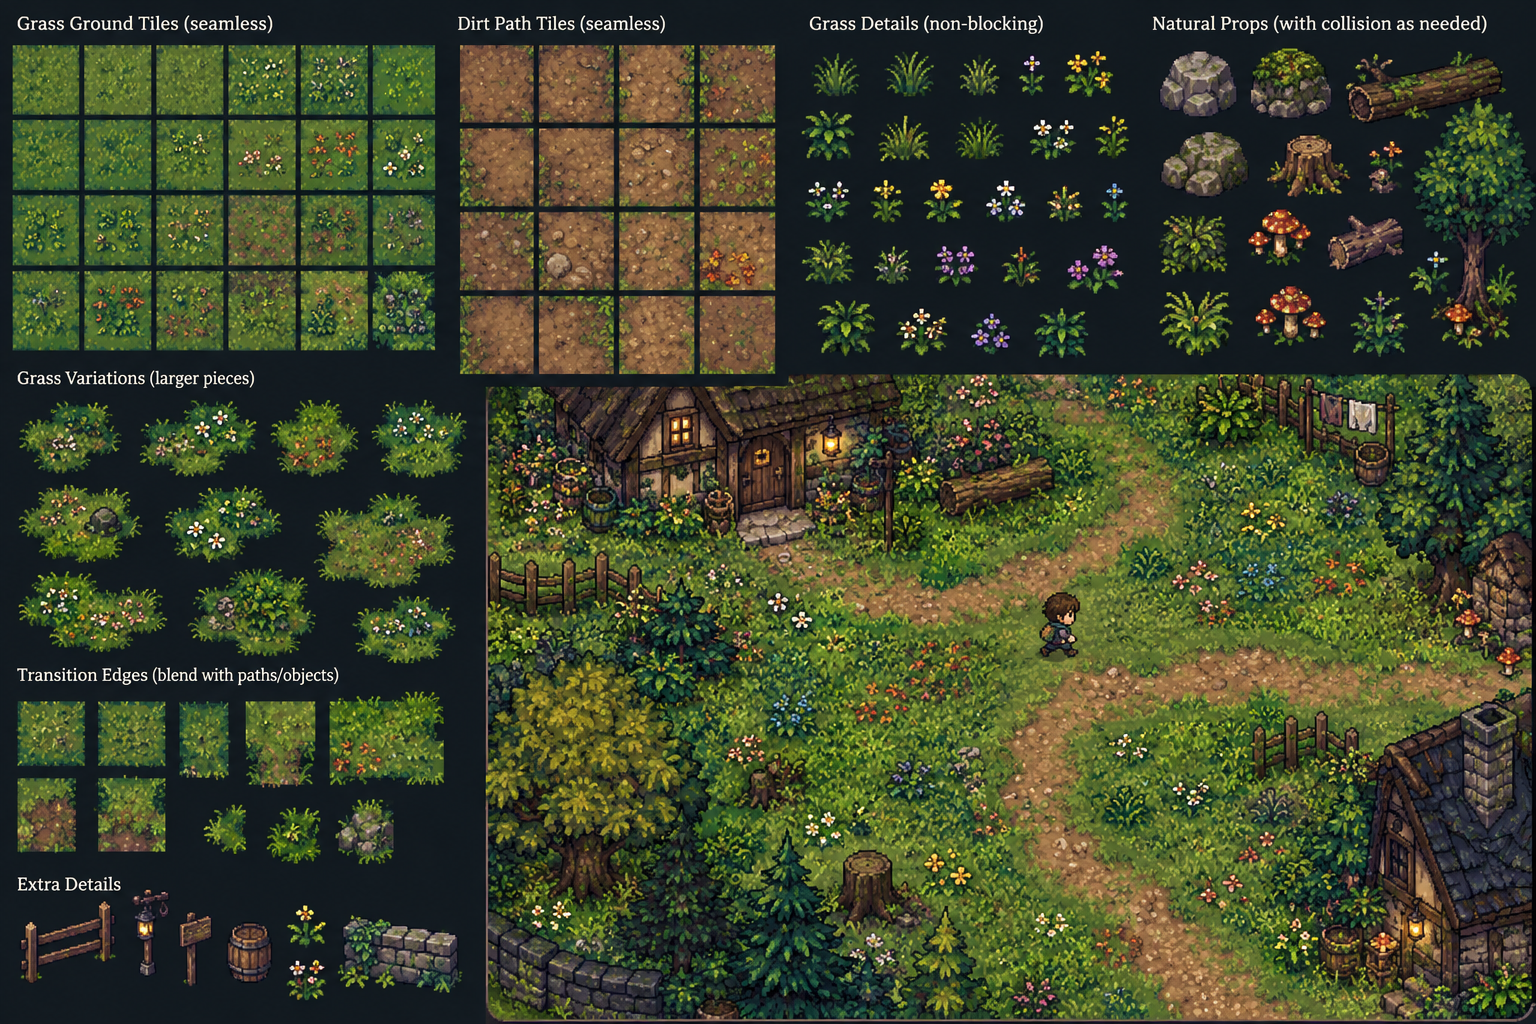 Grass Ground Tiles (seamless)
Dirt Path Tiles (seamless)
Grass Details (non-blocking)
Natural Props (with collision as needed)
Grass Variations (larger pieces)
Transition Edges (blend with paths/objects)
Extra Details